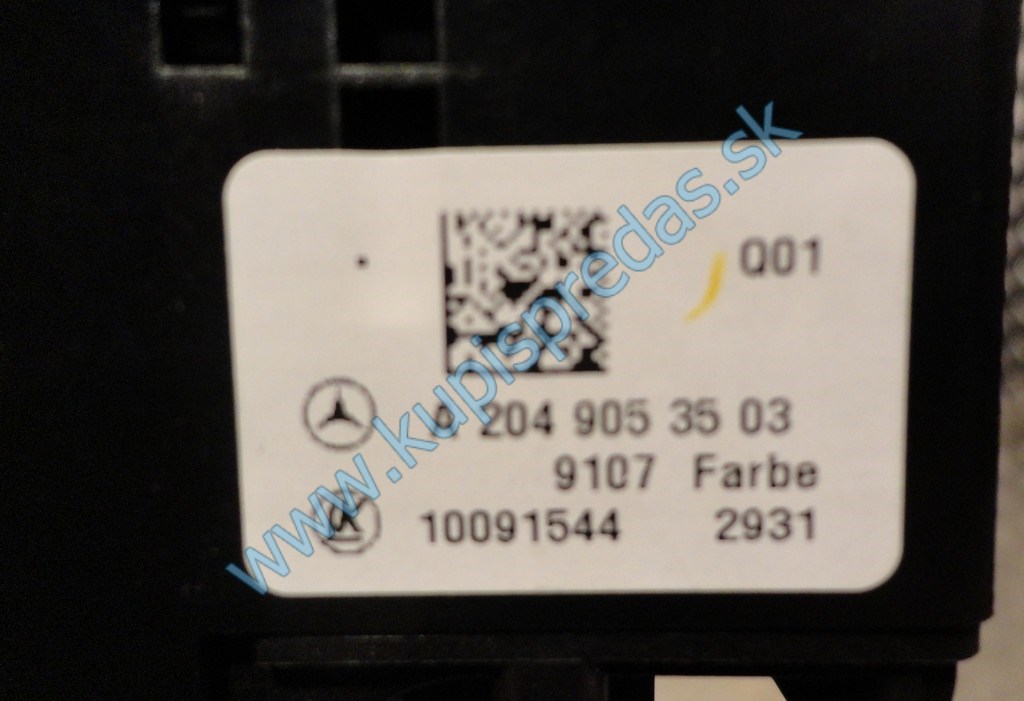 Q01
A 204 905 35 03
9107 Farbe
10091544 2931
www.kupispredas.sk